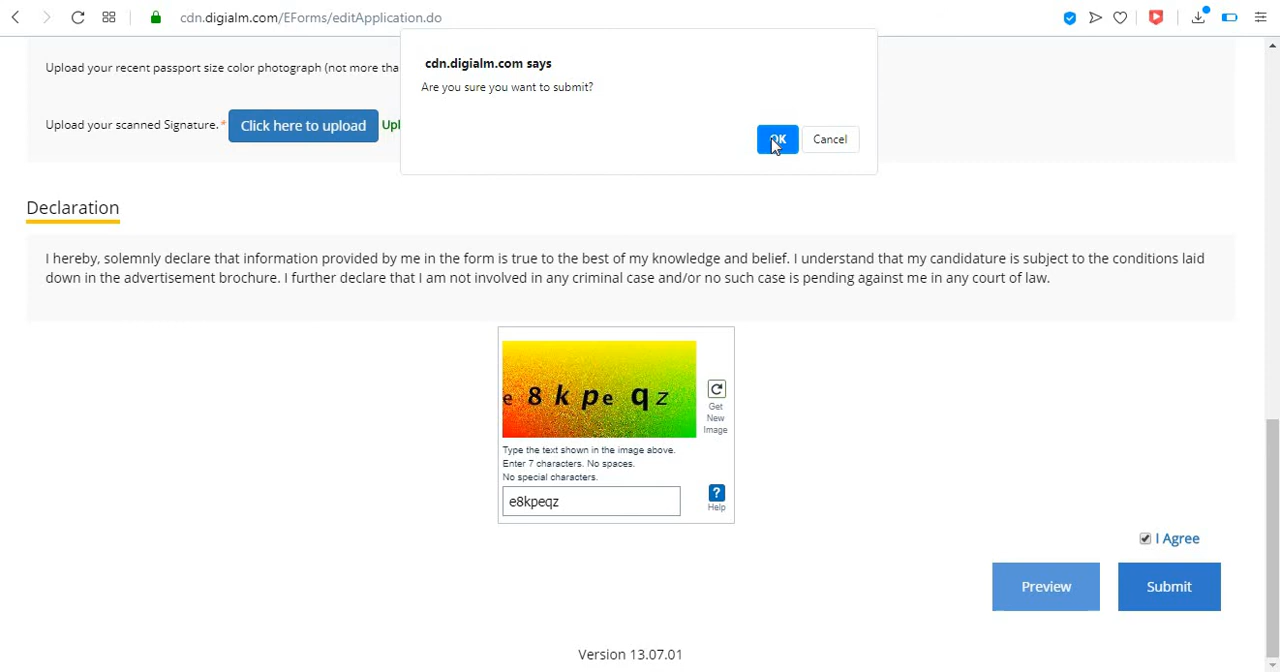 cdn.digialm.com/EForms/editApplication.do
cdn.digialm.com says
Are you sure you want to submit?
OK Cancel
Upload your recent passport size color photograph (not more tha
Upload your scanned Signature.* Click here to upload Upl
Declaration
I hereby, solemnly declare that information provided by me in the form is true to the best of my knowledge and belief. I understand that my candidature is subject to the conditions laid
down in the advertisement brochure. I further declare that I am not involved in any criminal case and/or no such case is pending against me in any court of law.
e 8 k p e q z
Get
New
Image
Type the text shown in the image above.
Enter 7 characters. No spaces.
No special characters.
e8kpeqz
? Help
I Agree
Preview Submit
Version 13.07.01